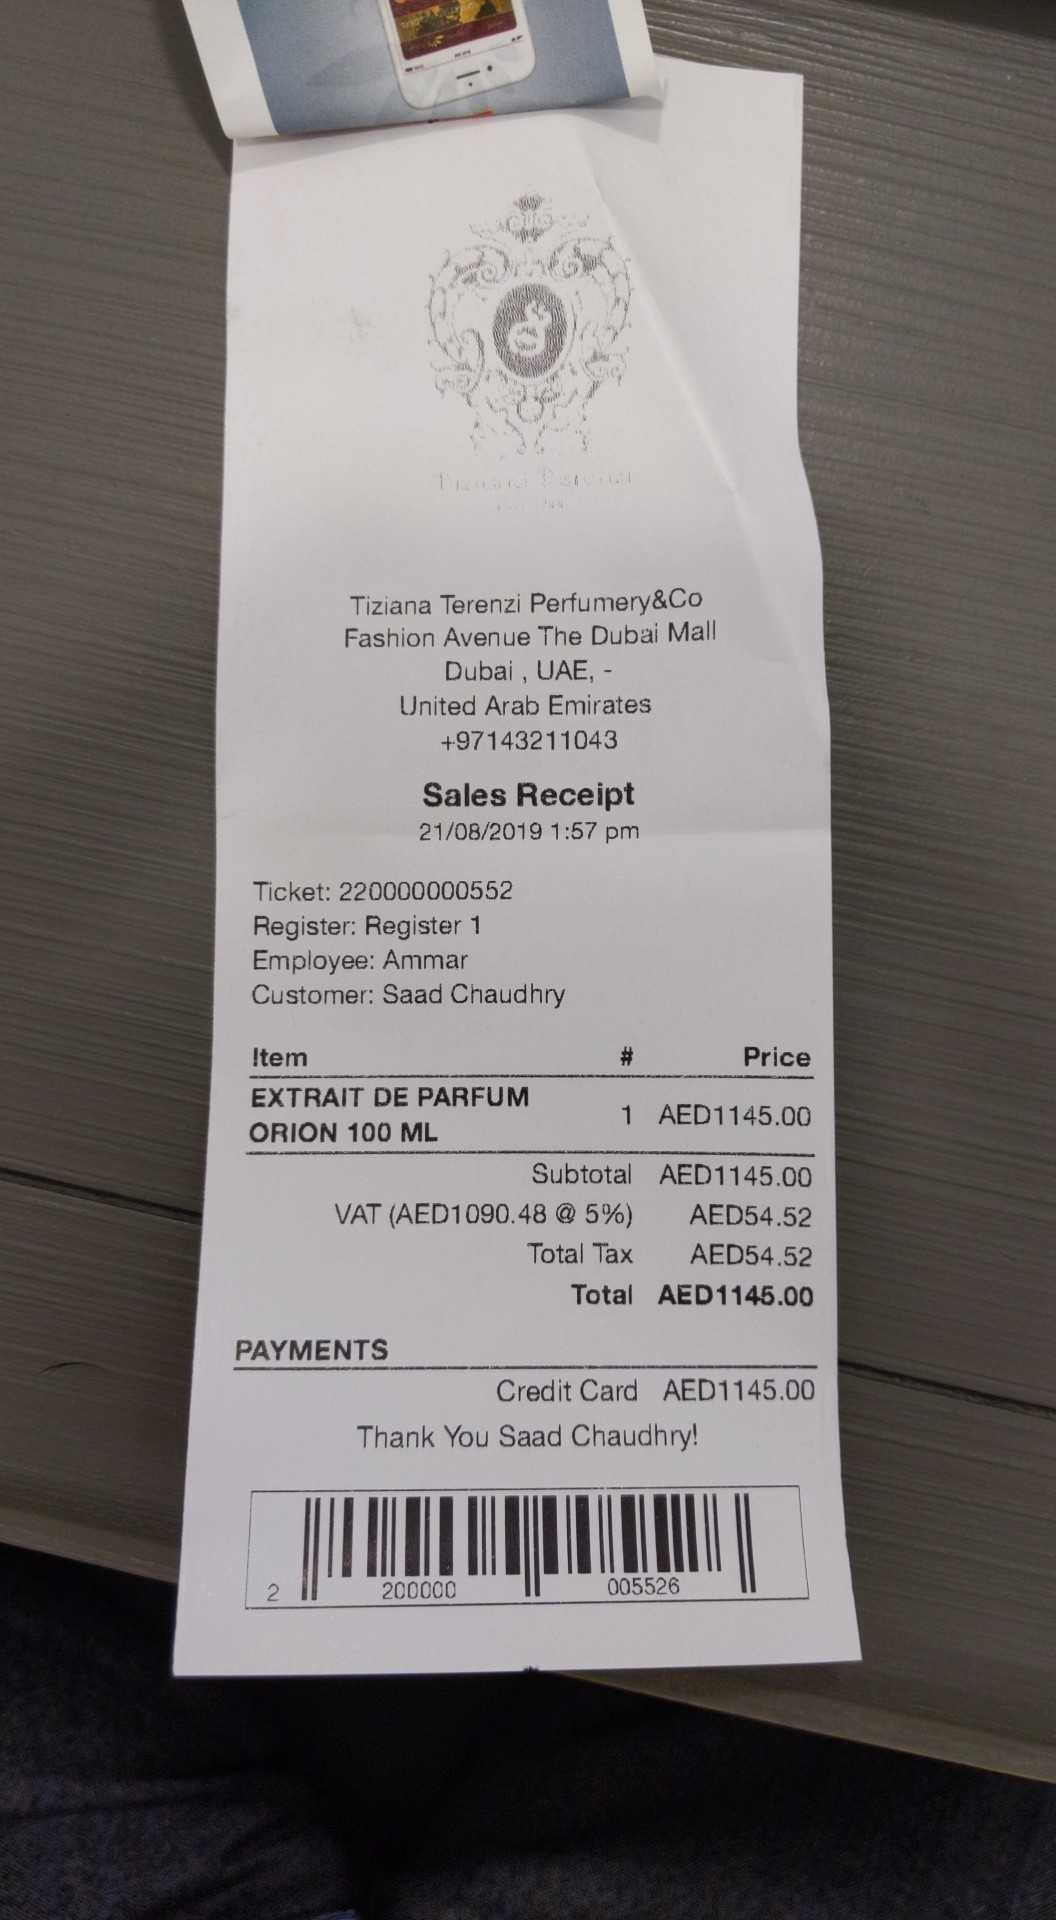 Tiziana Terenzi Perfumery&Co
Fashion Avenue The Dubai Mall
Dubai , UAE, -
United Arab Emirates
+97143211043
Sales Receipt
21/08/2019 1:57 pm
Ticket: 220000000552
Register: Register 1
Employee: Ammar
Customer: Saad Chaudhry
Item # Price
EXTRAIT DE PARFUM
ORION 100 ML 1 AED1145.00
Subtotal AED1145.00
VAT (AED1090.48 @ 5%) AED54.52
Total Tax AED54.52
Total AED1145.00
PAYMENTS
Credit Card AED1145.00
Thank You Saad Chaudhry!
2 200000 005526